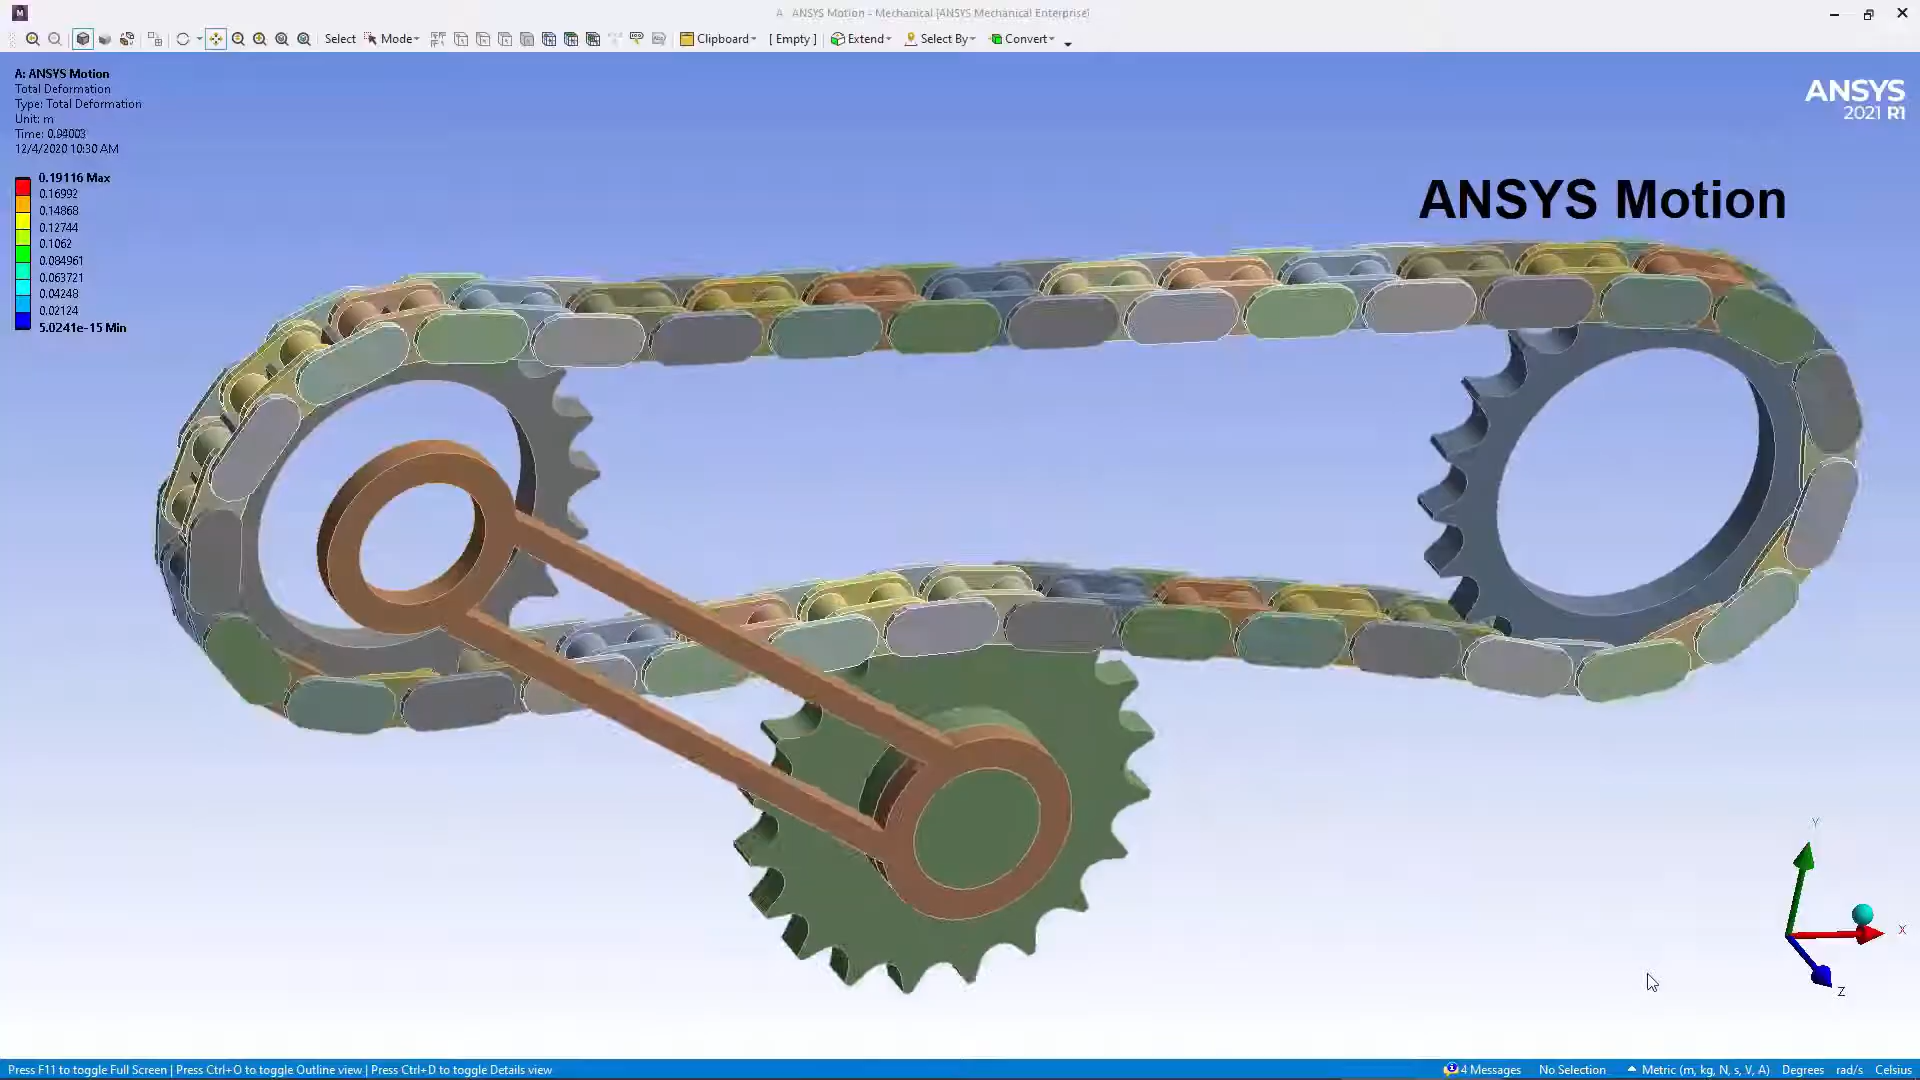 A   ANSYS Motion - Mechanical [ANSYS Mechanical Enterprise]
Select Mode Clipboard [ Empty ] Extend Select By Convert
A: ANSYS Motion
Total Deformation
Type: Total Deformation
Unit: m
Time:
12/4/2020 10:30 AM
0.19116 Max
0.16992
0.14868
0.12744
0.1062
0.084961
0.063721
0.04248
0.02124
5.0241e-15 Min
ANSYS
2021 R1
ANSYS Motion
Y
X
Z
Press F11 to toggle Full Screen | Press Ctrl+O to toggle Outline view | Press Ctrl+D to toggle Details view 4 Messages No Selection Metric (m, kg, N, s, V, A) Degrees rad/s Celsius